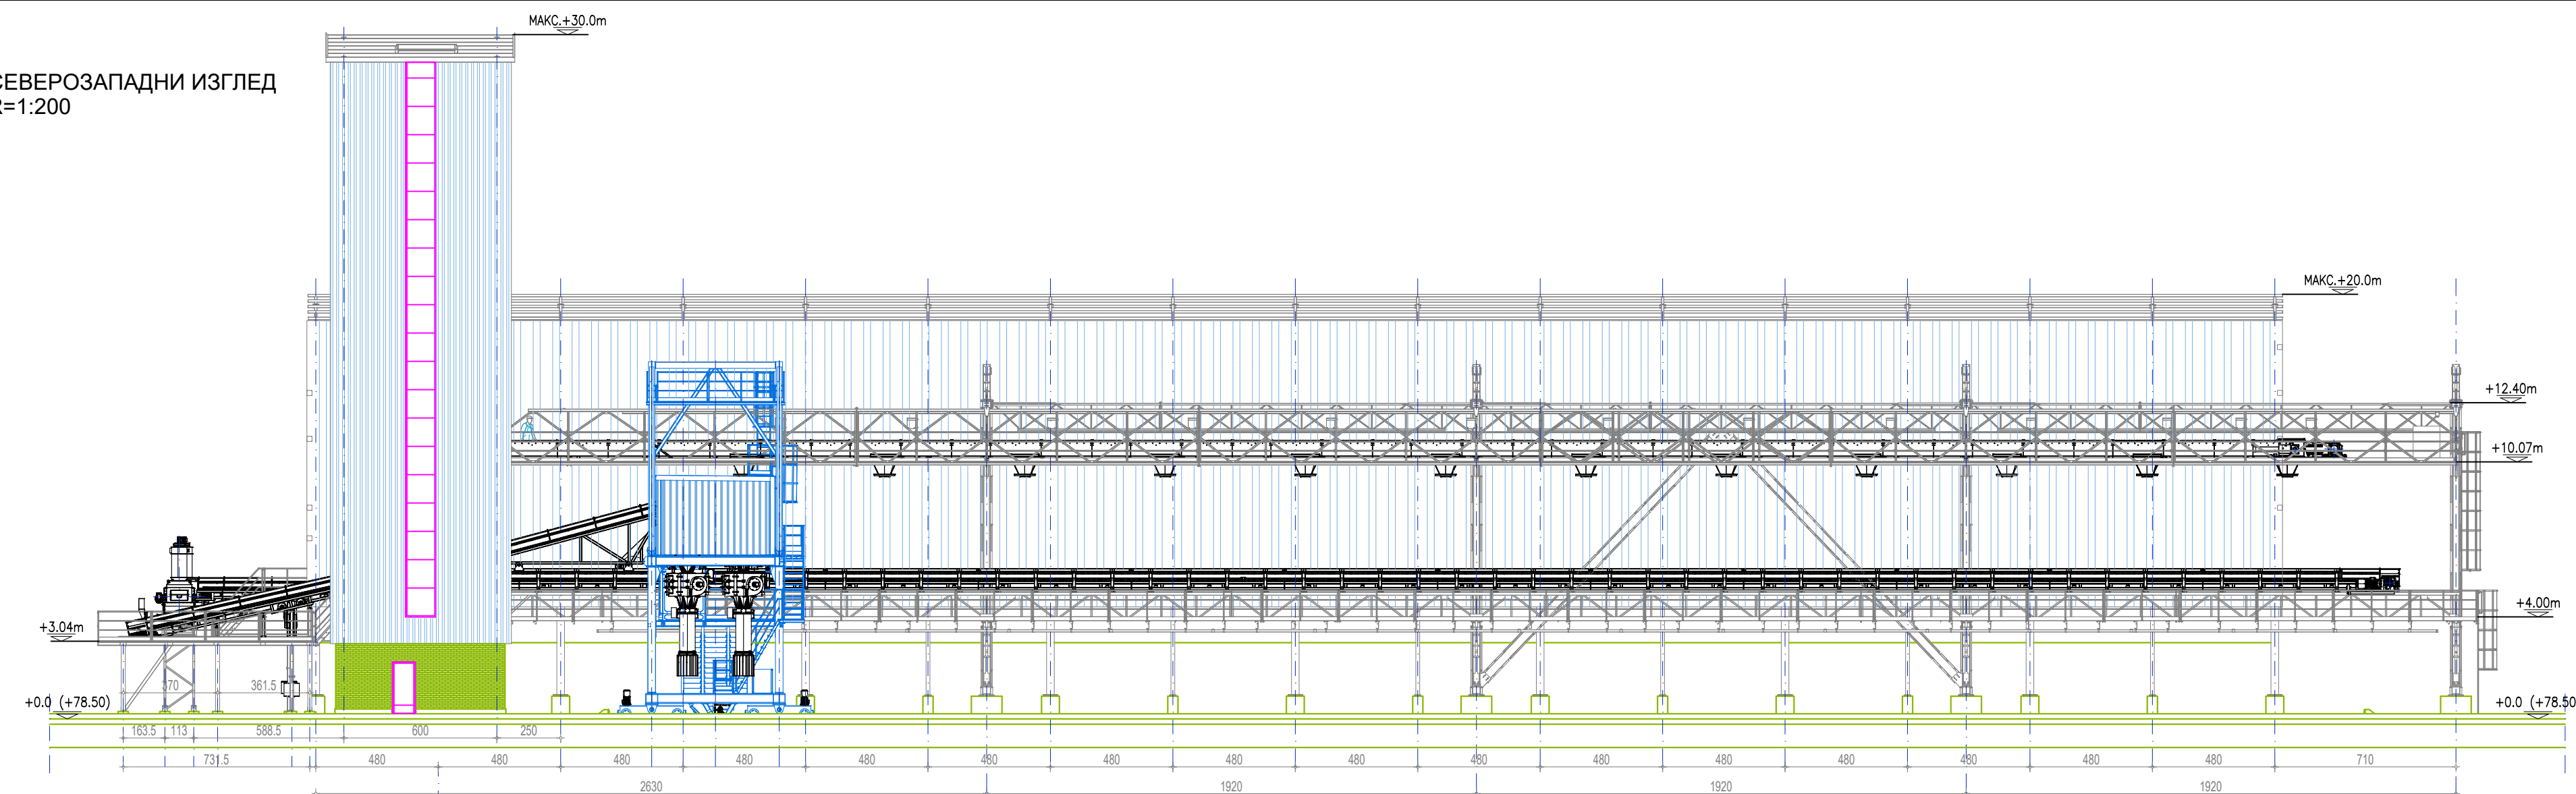 МАКС.+30.0m
СЕВЕРОЗАПАДНИ ИЗГЛЕД
R=1:200
МАКС.+20.0m
+12.40m
+10.07m
+4.00m
+3.04m
370 361.5
+0.0 (+78.50) +0.0 (+78.50
163.5 113 588.5 600 250
731.5 480 480 480 480 480 480 480 480 480 480 480 480 480 480 480 480 710
2630 1920 1920 1920